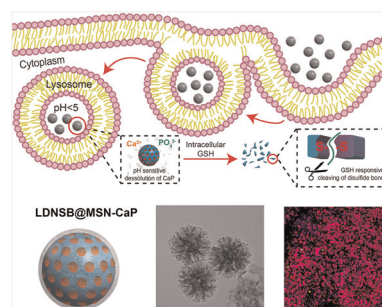 Cytoplasm
Lysosome
pH<5
Ca²⁺ PO₄³⁻
pH sensitive
dessolution of CaP
Intracellular
GSH
GSH responsive
cleaving of disulfide bond
LDNSB@MSN-CaP